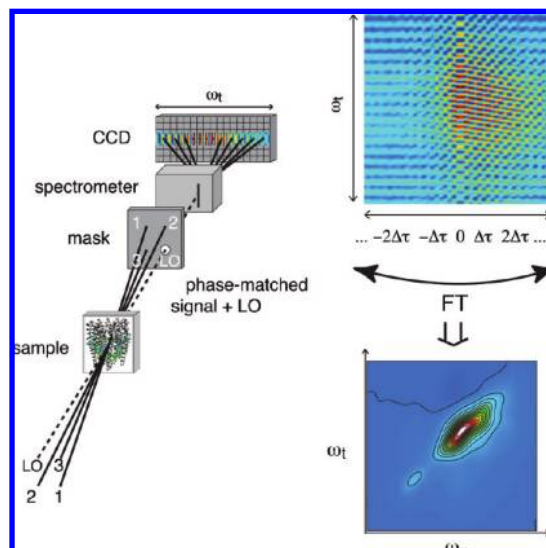 ωt
CCD
spectrometer
1 2
mask
3 LO
phase-matched
signal + LO
sample
LO 3
2 1
ωt
... −2Δτ −Δτ 0 Δτ 2Δτ ...
FT
ωt